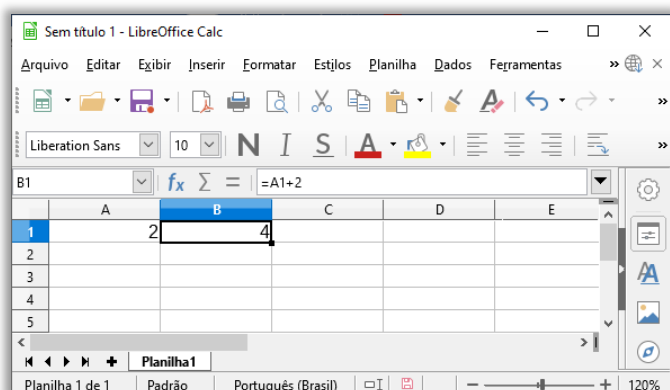 Sem título 1 - LibreOffice Calc
Arquivo Editar Exibir Inserir Formatar Estilos Planilha Dados Ferramentas »
»
Liberation Sans 10 N I S A »
B1 fx Σ = =A1+2
A B C D E
1 2 4
2
3
4
5
Planilha1
Planilha 1 de 1 Padrão Português (Brasil) 120%